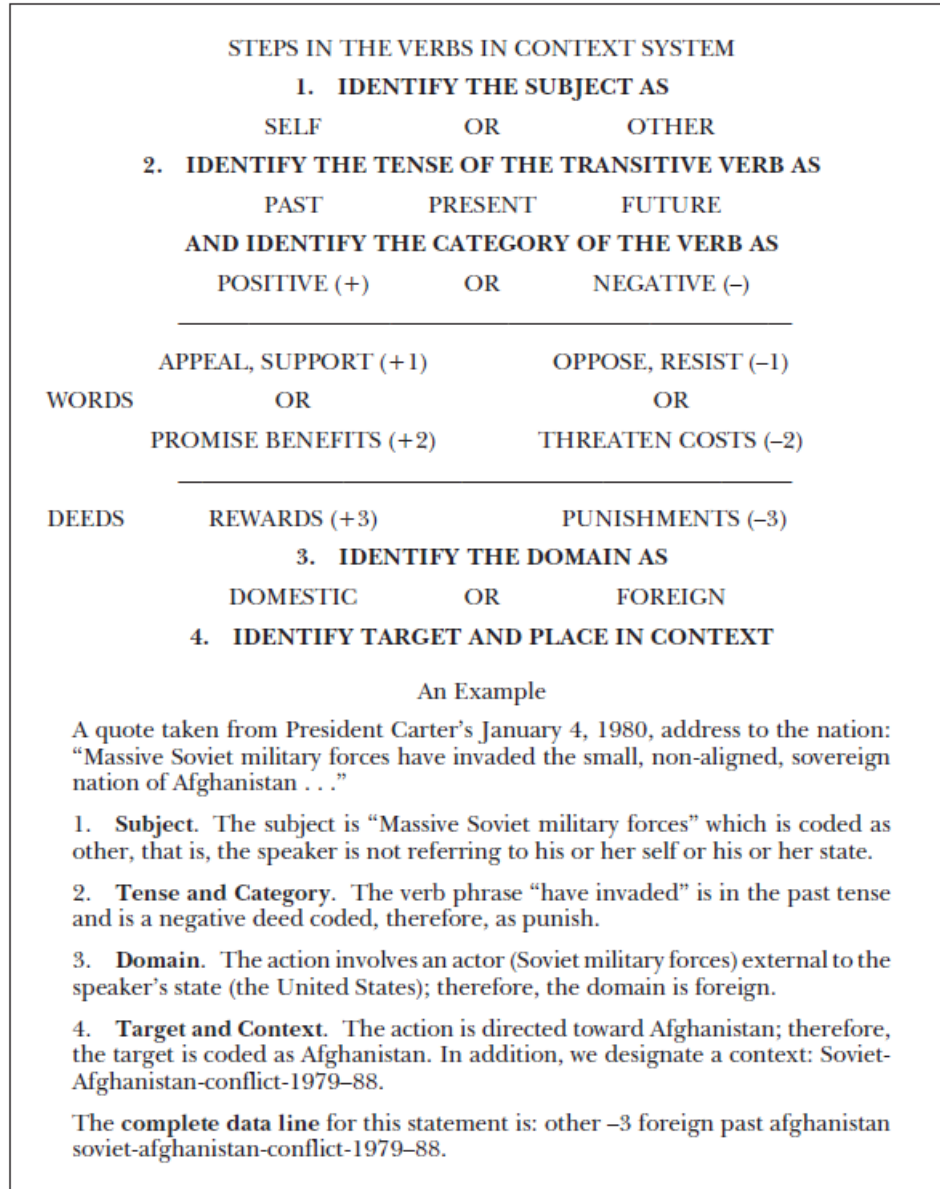 STEPS IN THE VERBS IN CONTEXT SYSTEM
1. IDENTIFY THE SUBJECT AS
SELF OR OTHER
2. IDENTIFY THE TENSE OF THE TRANSITIVE VERB AS
PAST PRESENT FUTURE
AND IDENTIFY THE CATEGORY OF THE VERB AS
POSITIVE (+) OR NEGATIVE (–)
APPEAL, SUPPORT (+1) OPPOSE, RESIST (–1)
WORDS OR OR
PROMISE BENEFITS (+2) THREATEN COSTS (–2)
DEEDS REWARDS (+3) PUNISHMENTS (–3)
3. IDENTIFY THE DOMAIN AS
DOMESTIC OR FOREIGN
4. IDENTIFY TARGET AND PLACE IN CONTEXT
An Example
A quote taken from President Carter's January 4, 1980, address to the nation:
"Massive Soviet military forces have invaded the small, non-aligned, sovereign
nation of Afghanistan . . ."
1. Subject. The subject is "Massive Soviet military forces" which is coded as
other, that is, the speaker is not referring to his or her self or his or her state.
2. Tense and Category. The verb phrase "have invaded" is in the past tense
and is a negative deed coded, therefore, as punish.
3. Domain. The action involves an actor (Soviet military forces) external to the
speaker's state (the United States); therefore, the domain is foreign.
4. Target and Context. The action is directed toward Afghanistan; therefore,
the target is coded as Afghanistan. In addition, we designate a context: Soviet-
Afghanistan-conflict-1979–88.
The complete data line for this statement is: other –3 foreign past afghanistan
soviet-afghanistan-conflict-1979–88.